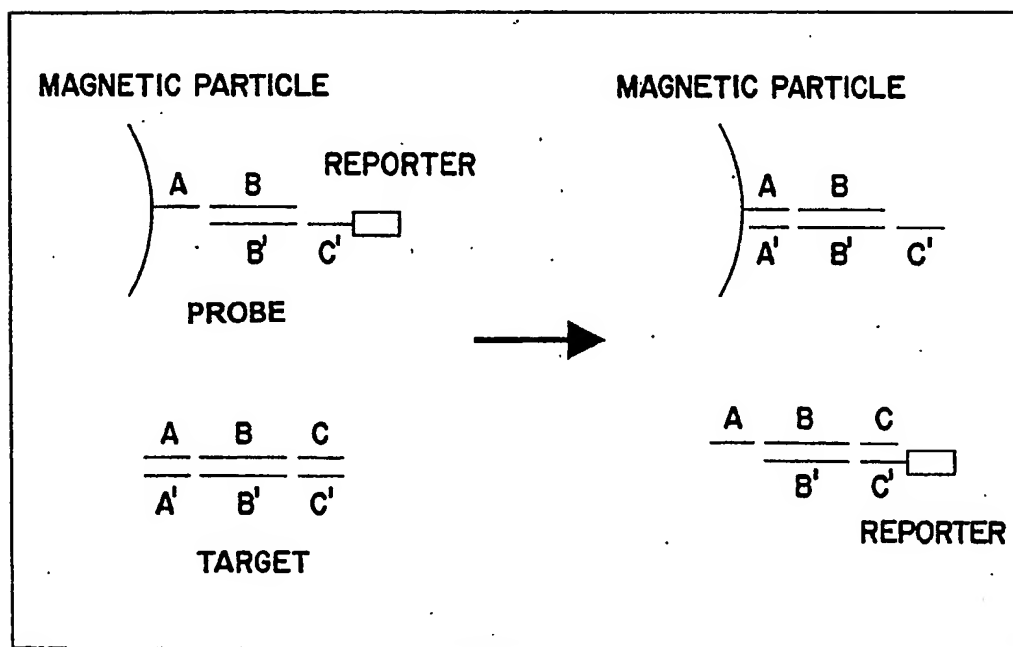 MAGNETIC PARTICLE
MAGNETIC PARTICLE
REPORTER
A B
B' C'
PROBE
A B
A' B' C'
A B C
A' B' C'
TARGET
A B C
B' C'
REPORTER